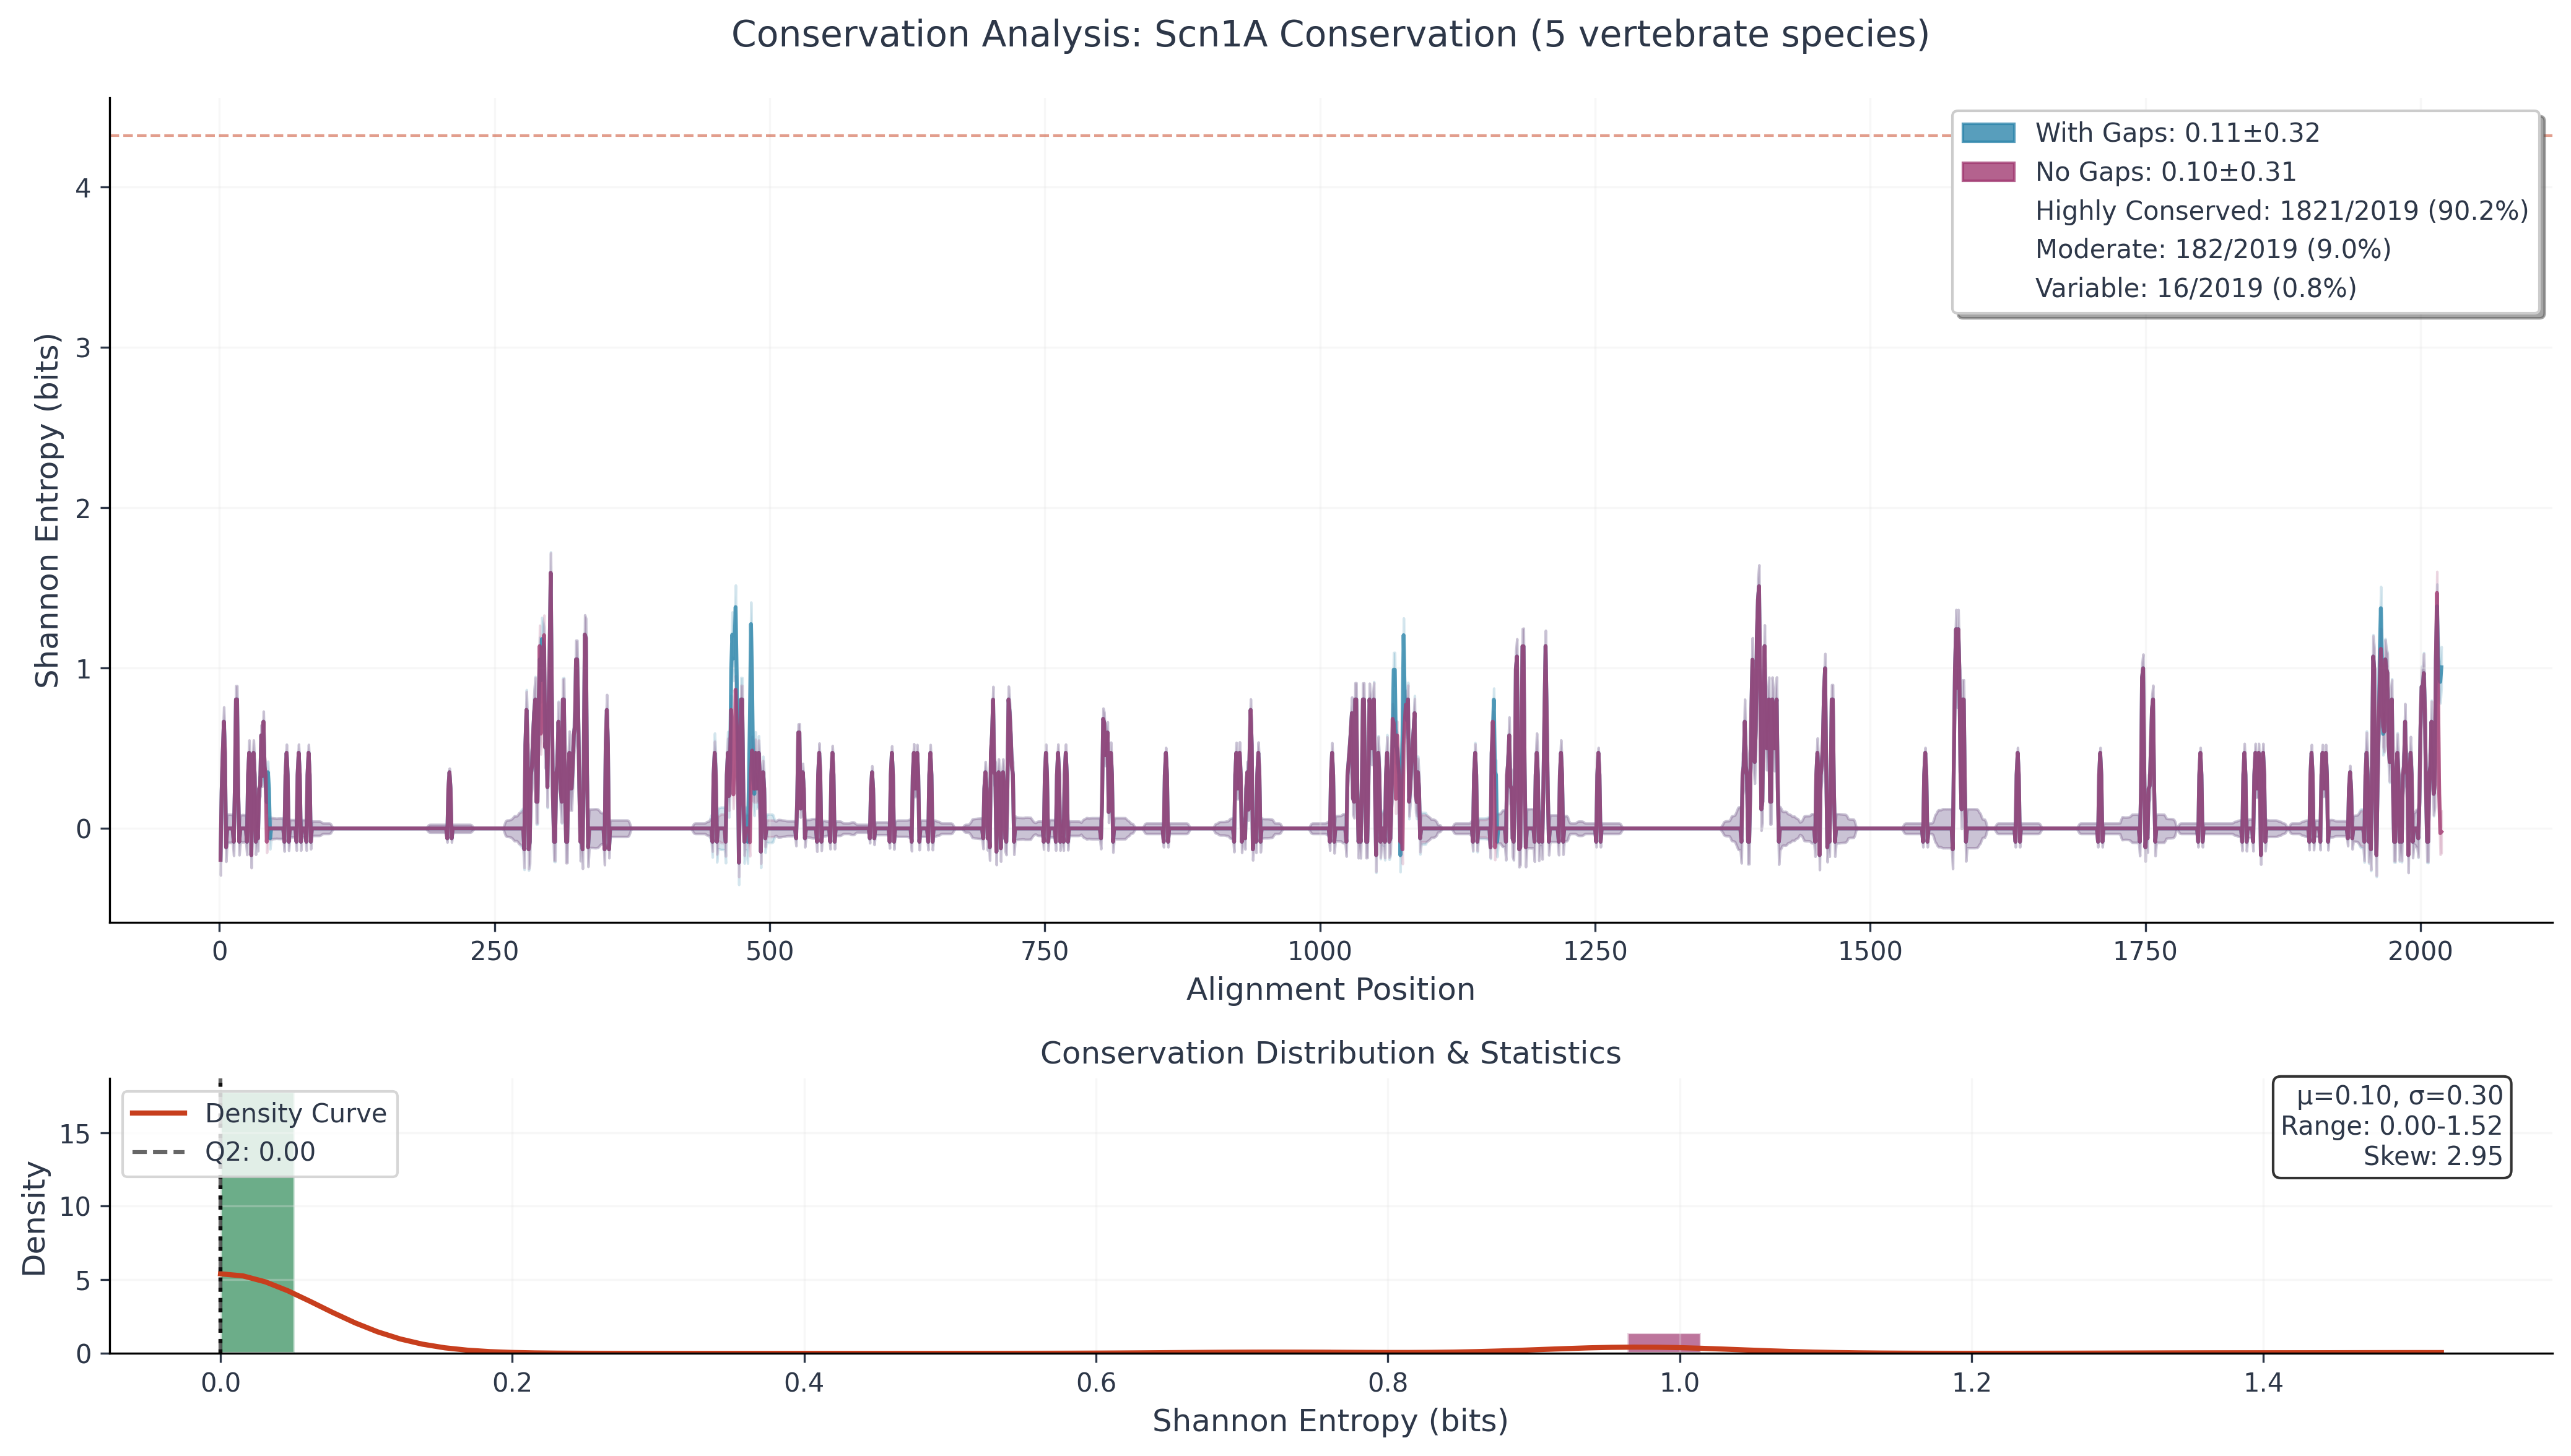 Conservation Analysis: Scn1A Conservation (5 vertebrate species)
Shannon Entropy (bits)
4
3
2
1
0
With Gaps: 0.11±0.32
No Gaps: 0.10±0.31
Highly Conserved: 1821/2019 (90.2%)
Moderate: 182/2019 (9.0%)
Variable: 16/2019 (0.8%)
0 250 500 750 1000 1250 1500 1750 2000
Alignment Position
Conservation Distribution & Statistics
Density
15
10
5
0
Density Curve
Q2: 0.00
μ=0.10, σ=0.30
Range: 0.00-1.52
Skew: 2.95
0.0 0.2 0.4 0.6 0.8 1.0 1.2 1.4
Shannon Entropy (bits)